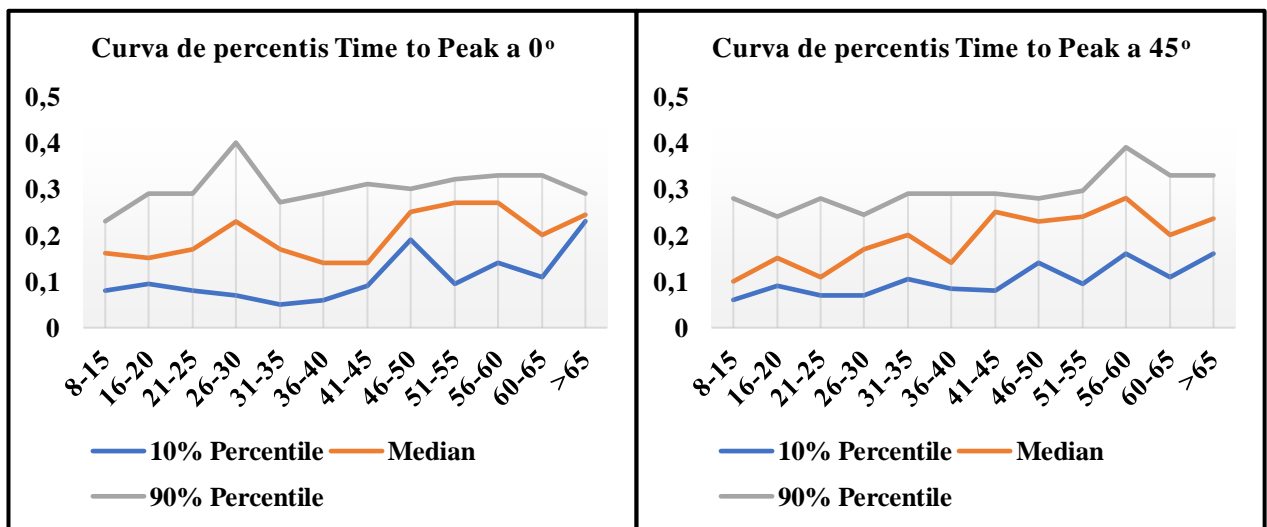 Curva de percentis Time to Peak a 0º
0,5
0,4
0,3
0,2
0,1
0
8-15 16-20 21-25 26-30 31-35 36-40 41-45 46-50 51-55 56-60 60-65 >65
10% Percentile Median
90% Percentile
Curva de percentis Time to Peak a 45º
0,5
0,4
0,3
0,2
0,1
0
8-15 16-20 21-25 26-30 31-35 36-40 41-45 46-50 51-55 56-60 60-65 >65
10% Percentile Median
90% Percentile